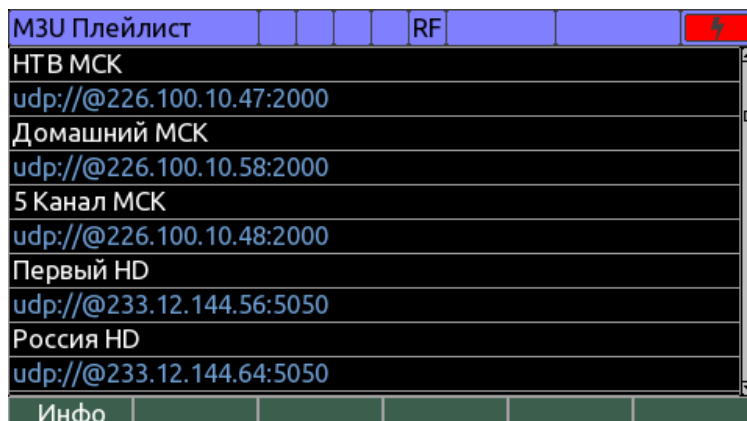 M3U Плейлист RF
НТВ МСК
udp://@226.100.10.47:2000
Домашний МСК
udp://@226.100.10.58:2000
5 Канал МСК
udp://@226.100.10.48:2000
Первый HD
udp://@233.12.144.56:5050
Россия HD
udp://@233.12.144.64:5050
Инфо